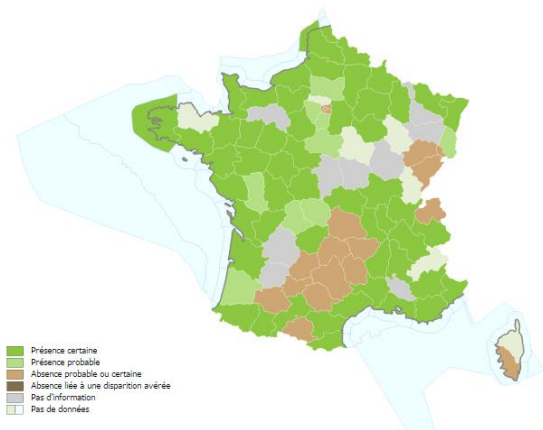 Présence certaine
Présence probable
Absence probable ou certaine
Absence liée à une disparition avérée
Pas d'information
Pas de données